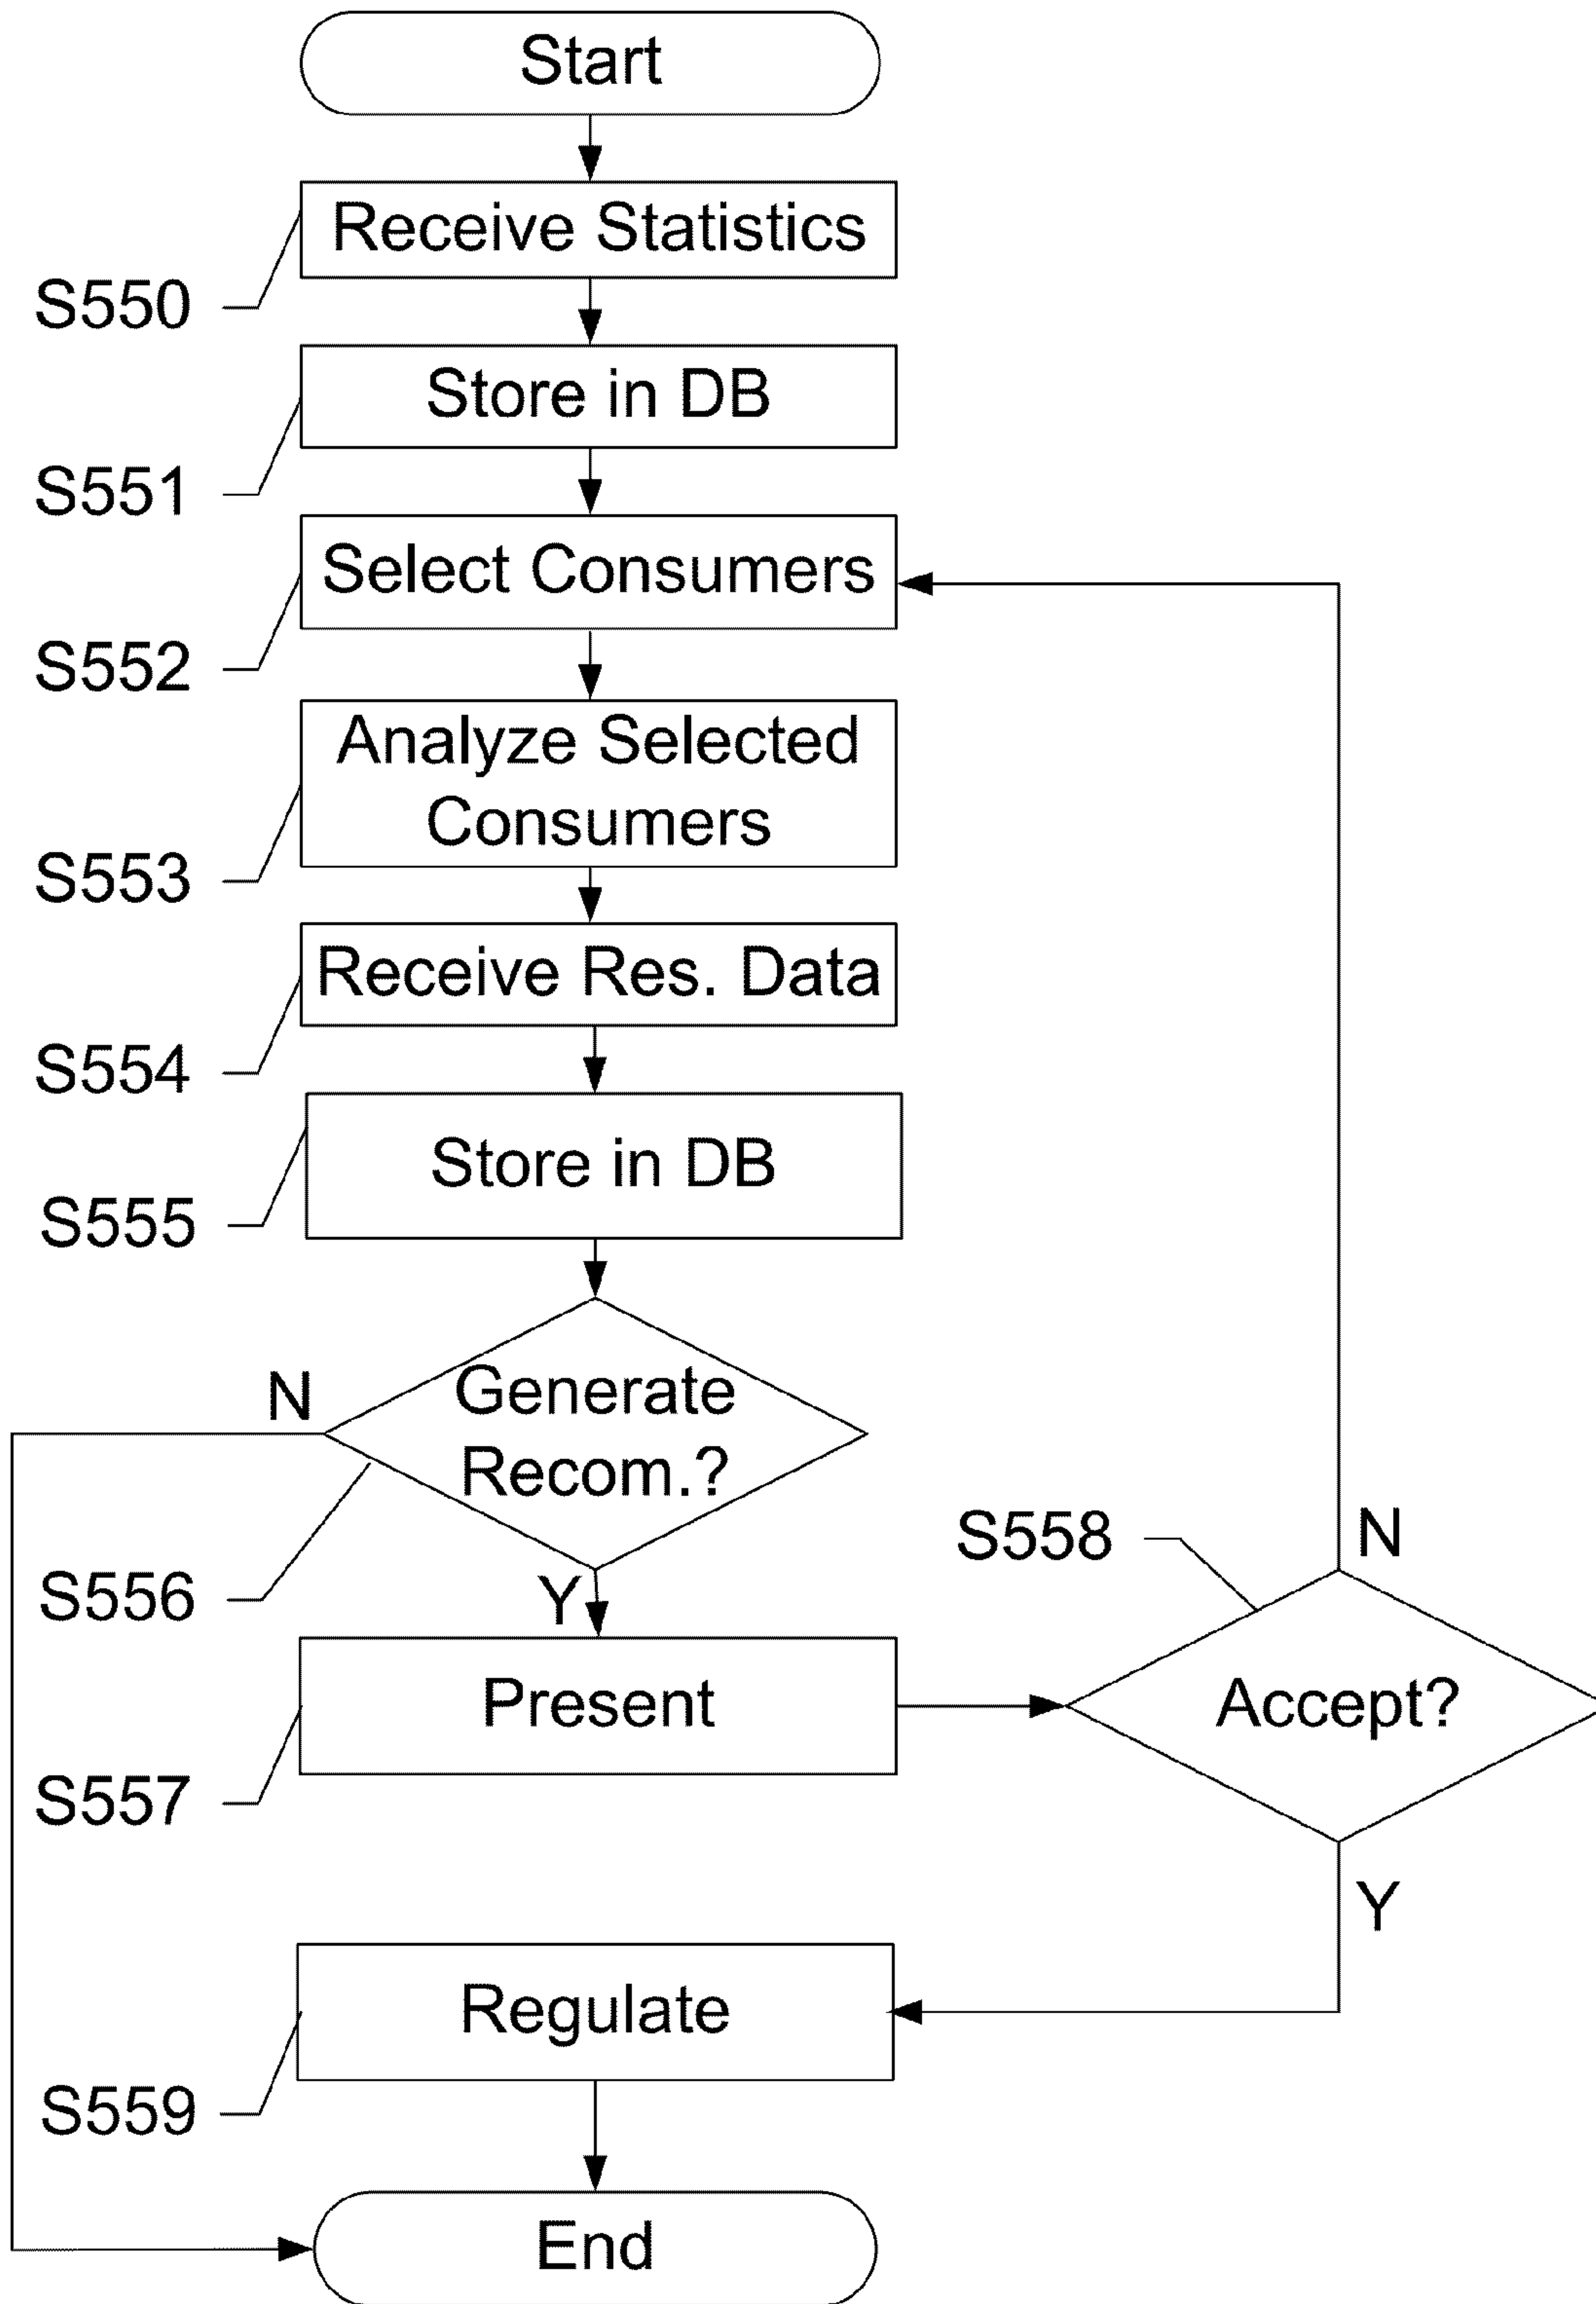 Start
Receive Statistics
S550
Store in DB
S551
Select Consumers
S552
Analyze Selected
Consumers
S553
Receive Res. Data
S554
Store in DB
S555
N
Generate
Recom.?
S556
Y
S558
N
Present
Accept?
S557
Y
Regulate
S559
End